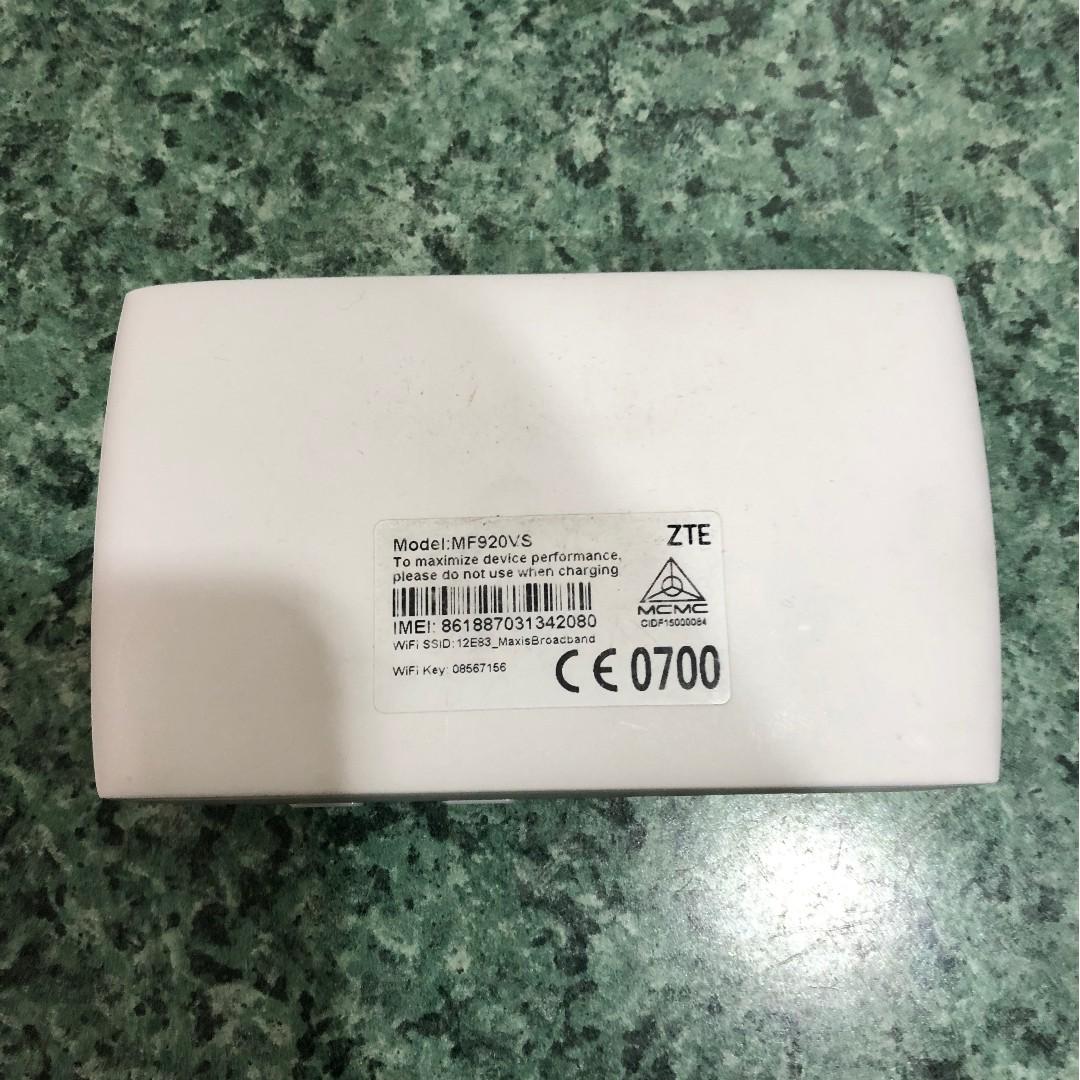 Model:MF920VS
ZTE
To maximize device performance,
please do not use when charging
MCMC
CIDF15000084
IMEI: 861887031342080
WiFi SSID:12E83_MaxisBroadband
WiFi Key: 08567156
CE 0700